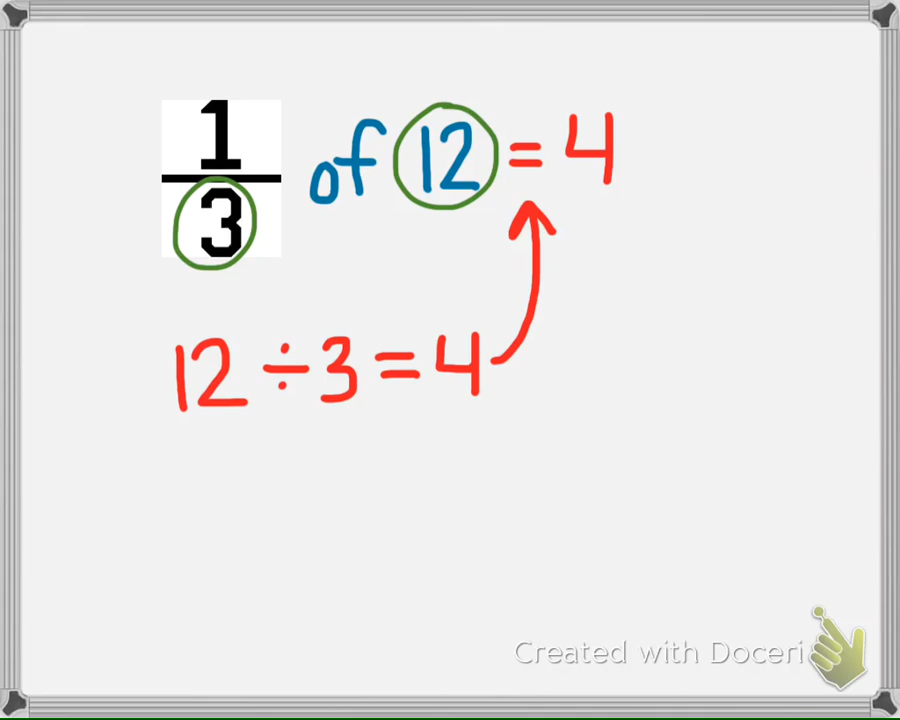 1/3 of 12 = 4
12 ÷ 3 = 4
Created with Doceri